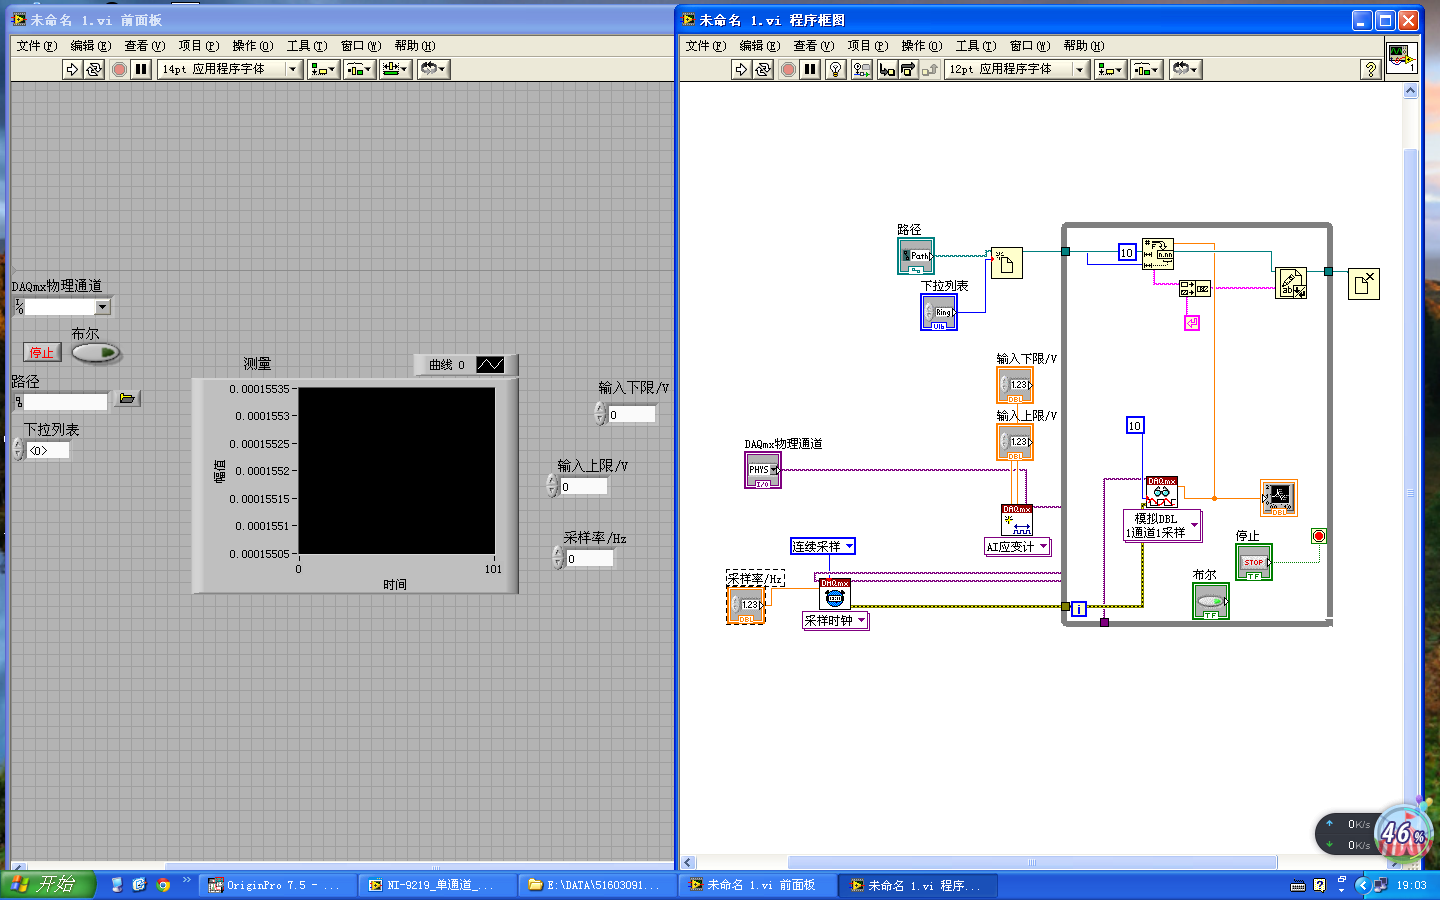 未命名 1.vi 前面板
文件(F) 编辑(E) 查看(V) 项目(P) 操作(O) 工具(T) 窗口(W) 帮助(H)
14pt 应用程序字体
DAQmx物理通道
布尔
停止
路径
下拉列表
<0>
测量
曲线 0
0.00015535
0.0001553
0.00015525
0.0001552
0.00015515
0.0001551
0.00015505
幅值
0
101
时间
输入下限/V
0
输入上限/V
0
采样率/Hz
0
未命名 1.vi 程序框图
文件(F) 编辑(E) 查看(V) 项目(P) 操作(O) 工具(T) 窗口(W) 帮助(H)
12pt 应用程序字体
1
路径
Path
下拉列表
Ring
U16
10
输入下限/V
1.23
DBL
输入上限/V
1.23
DBL
DAQmx物理通道
PHYS
I/O
DAQmx
AI应变计
连续采样
采样率/Hz
1.23
DBL
DAQmx
采样时钟
i
10
DAQmx
模拟DBL
1通道1采样
DBL
停止
STOP
TF
布尔
TF
0K/s
0K/s
46%
开始
OriginPro 7.5 - ...
NI-9219_单通道_...
E:\DATA\51603091...
未命名 1.vi 前面板
未命名 1.vi 程序...
19:03